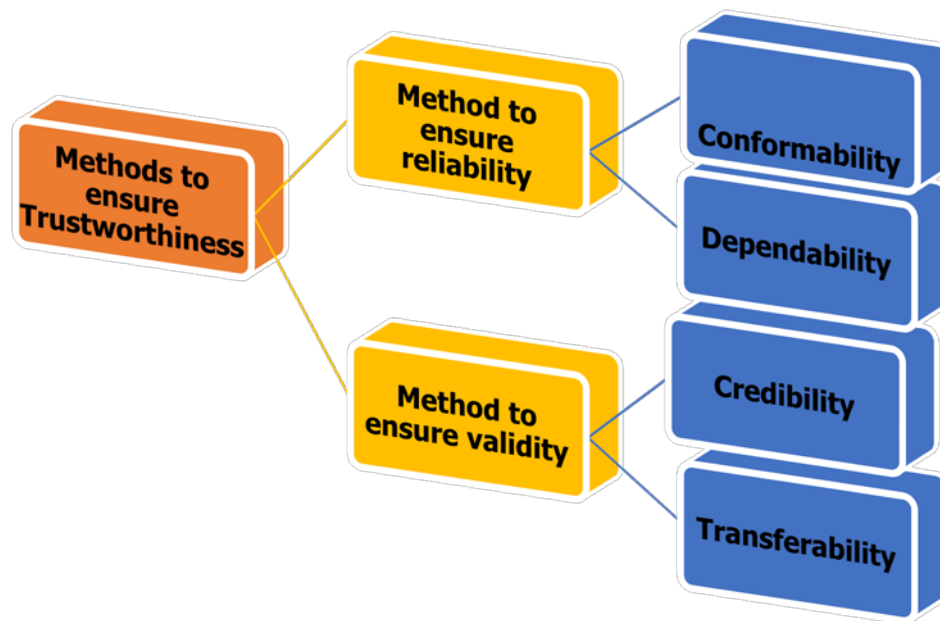 Methods to
ensure
Trustworthiness
Method to
ensure
reliability
Conformability
Dependability
Method to
ensure validity
Credibility
Transferability